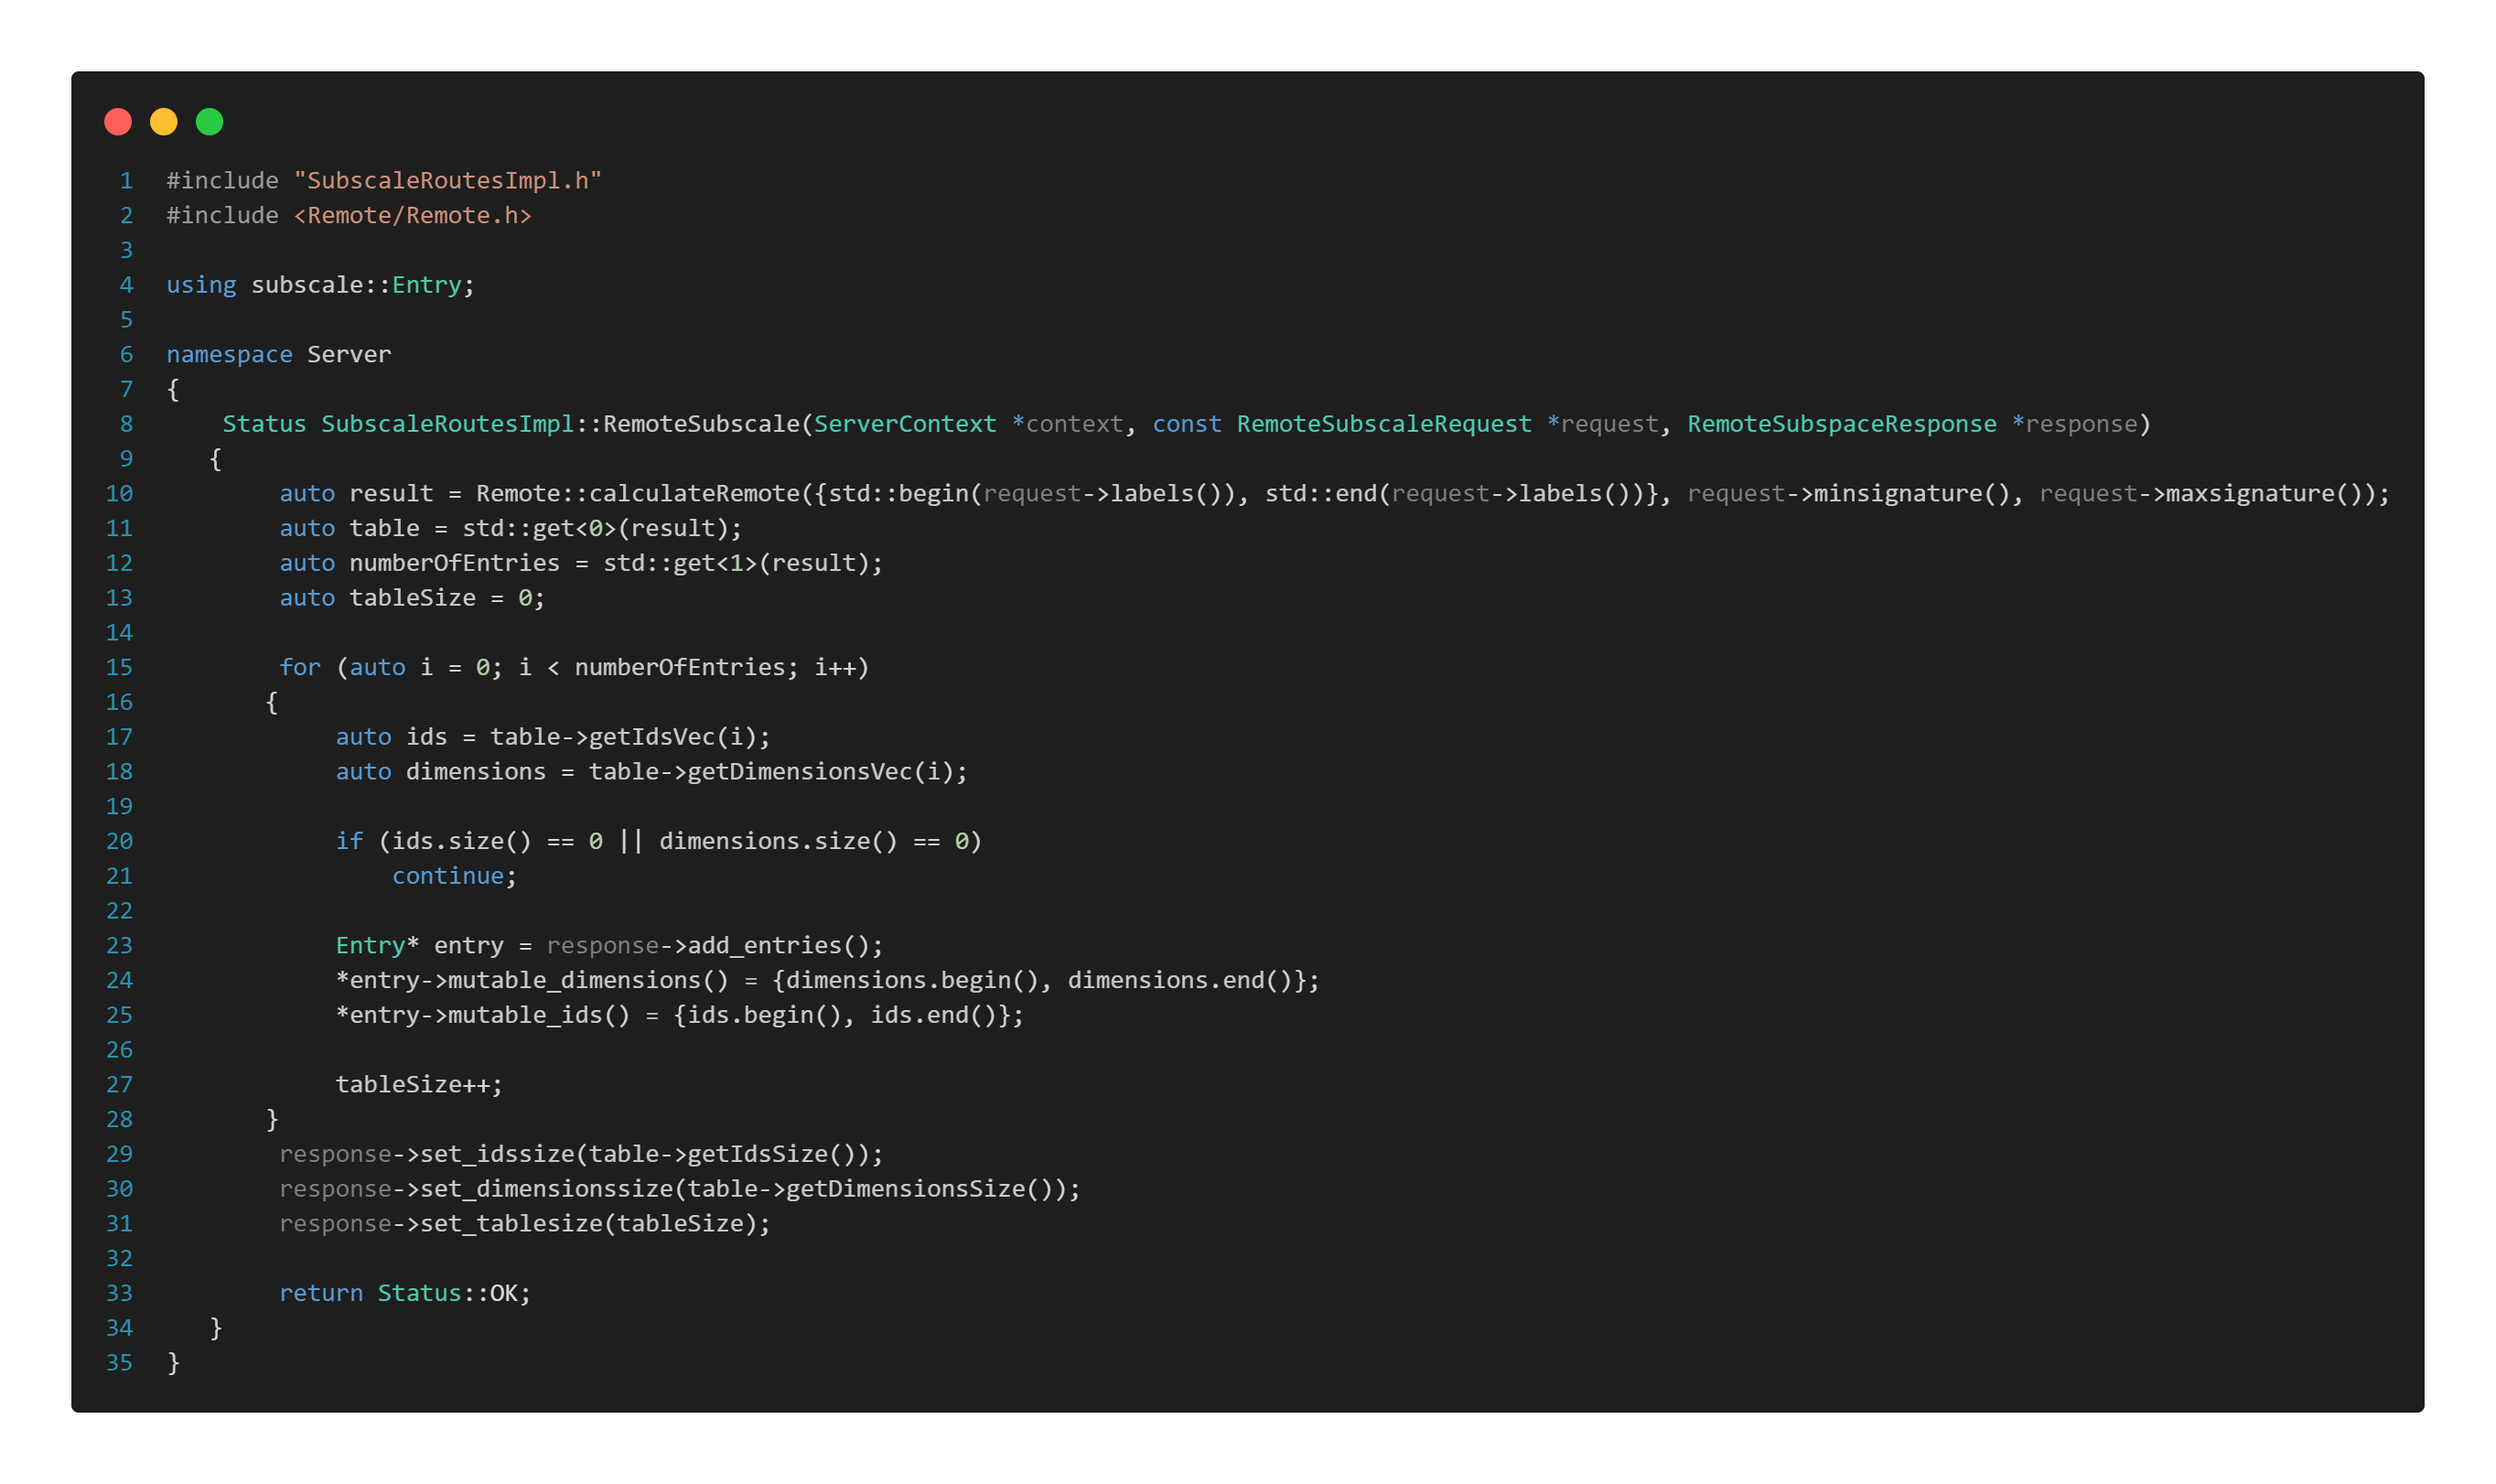 1 #include "SubscaleRoutesImpl.h"
2 #include <Remote/Remote.h>
3
4 using subscale::Entry;
5
6 namespace Server
7 {
8     Status SubscaleRoutesImpl::RemoteSubscale(ServerContext *context, const RemoteSubscaleRequest *request, RemoteSubspaceResponse *response)
9    {
10         auto result = Remote::calculateRemote({std::begin(request->labels()), std::end(request->labels())}, request->minsignature(), request->maxsignature());
11         auto table = std::get<0>(result);
12         auto numberOfEntries = std::get<1>(result);
13         auto tableSize = 0;
14
15         for (auto i = 0; i < numberOfEntries; i++)
16        {
17             auto ids = table->getIdsVec(i);
18             auto dimensions = table->getDimensionsVec(i);
19
20             if (ids.size() == 0 || dimensions.size() == 0)
21                 continue;
22
23             Entry* entry = response->add_entries();
24             *entry->mutable_dimensions() = {dimensions.begin(), dimensions.end()};
25             *entry->mutable_ids() = {ids.begin(), ids.end()};
26
27             tableSize++;
28        }
29         response->set_idssize(table->getIdsSize());
30         response->set_dimensionssize(table->getDimensionsSize());
31         response->set_tablesize(tableSize);
32
33         return Status::OK;
34    }
35 }